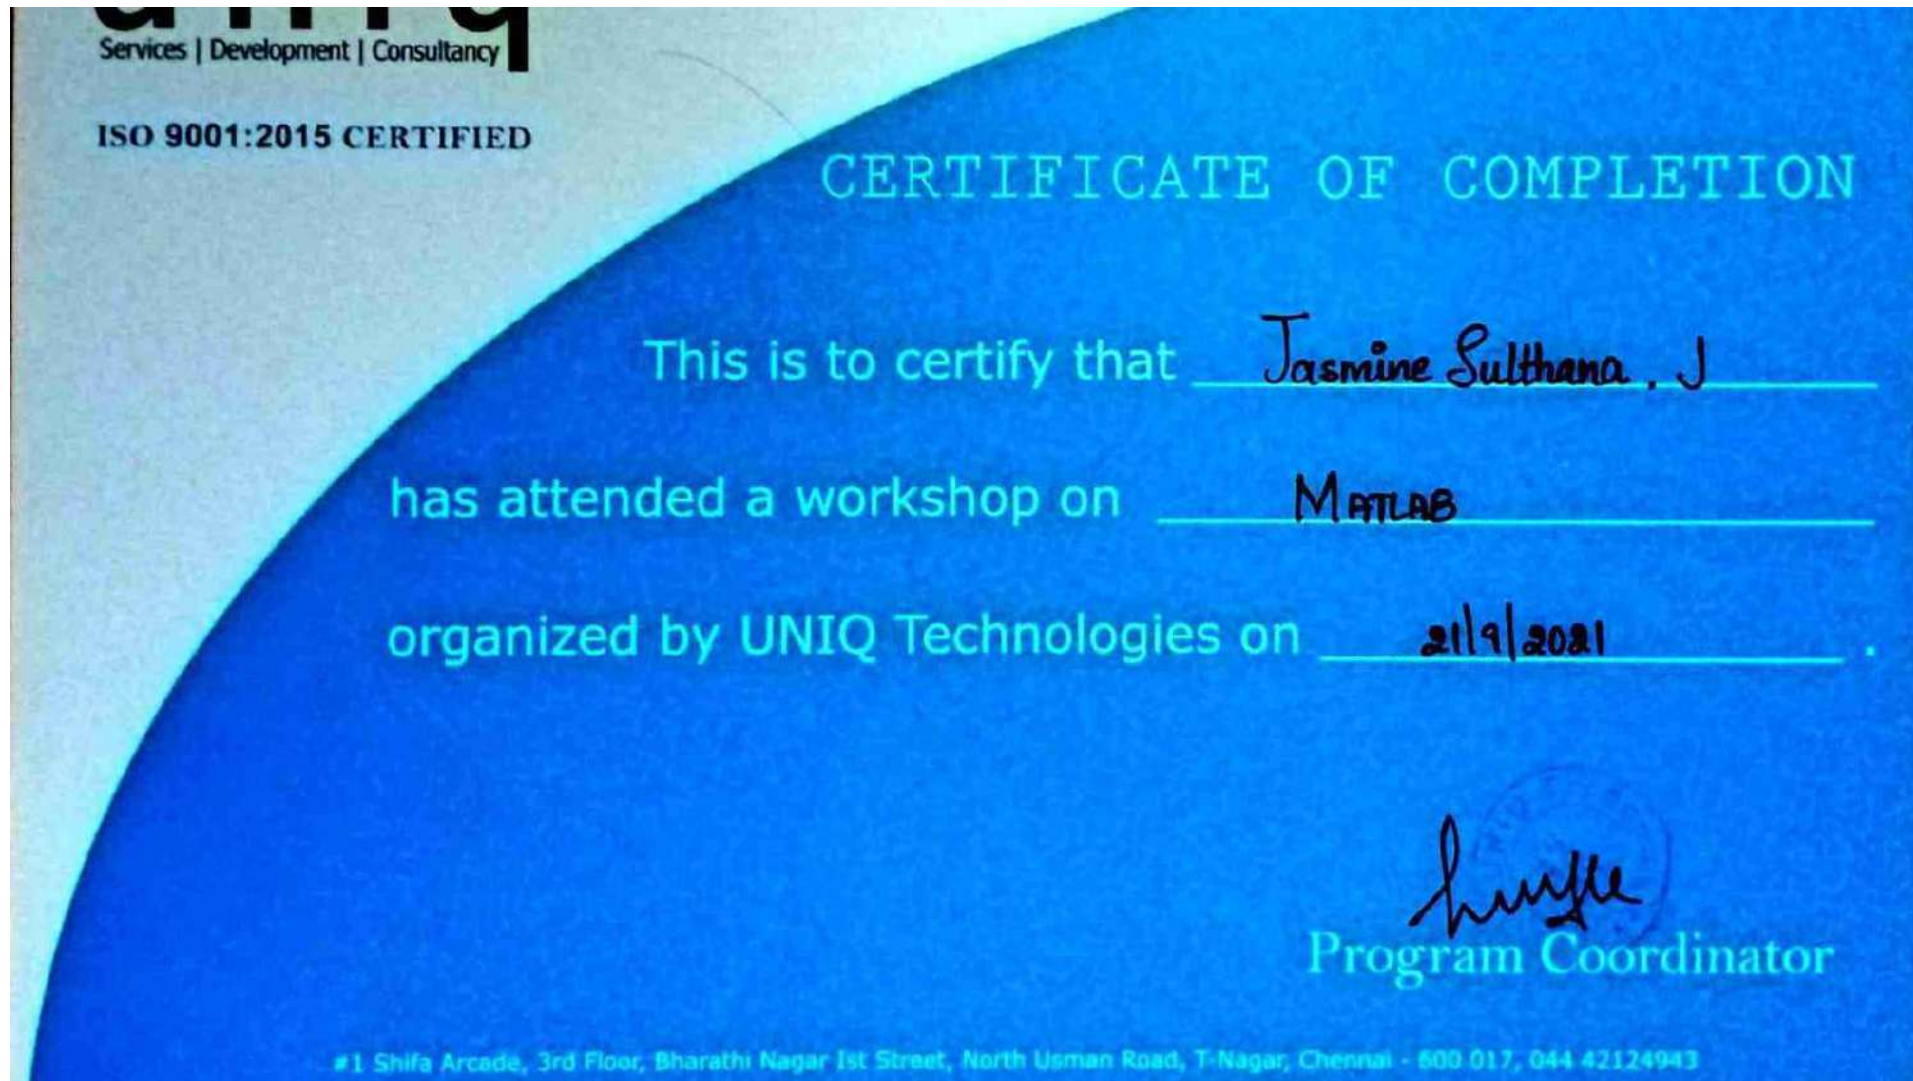 uniq
Services | Development | Consultancy
ISO 9001:2015 CERTIFIED
CERTIFICATE OF COMPLETION
This is to certify that Jasmine Sulthana. J
has attended a workshop on MATLAB
organized by UNIQ Technologies on 21/9/2021.
Program Coordinator
#1 Shifa Arcade, 3rd Floor, Bharathi Nagar Ist Street, North Usman Road, T-Nagar, Chennai - 600 017, 044 42124943